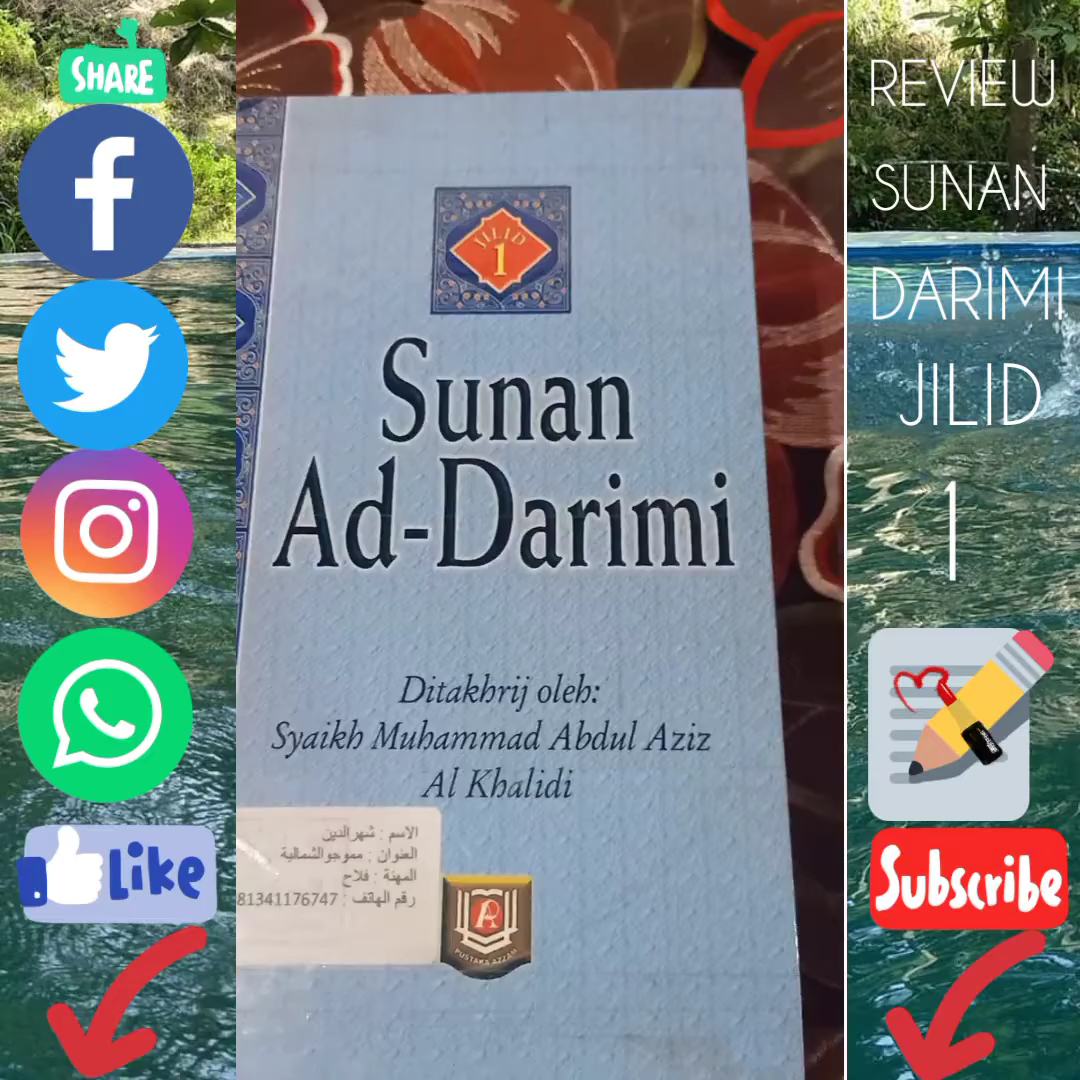 SHARE
f
Like
JILID
1
Sunan
Ad-Darimi
Ditakhrij oleh:
Syaikh Muhammad Abdul Aziz
Al Khalidi
الاسم : شهرالدين
العنوان : مموجوالشمالية
المهنة : فلاح
رقم الهاتف : 81341176747
PUSTAKA AZZAM
REVIEW
SUNAN
DARIMI
JILID
1
Subscribe